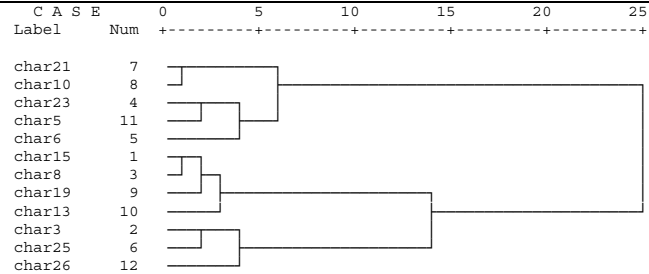 C A S E 0 5 10 15 20 25
Label Num +---------+---------+---------+---------+---------+
char21 7
char10 8
char23 4
char5 11
char6 5
char15 1
char8 3
char19 9
char13 10
char3 2
char25 6
char26 12